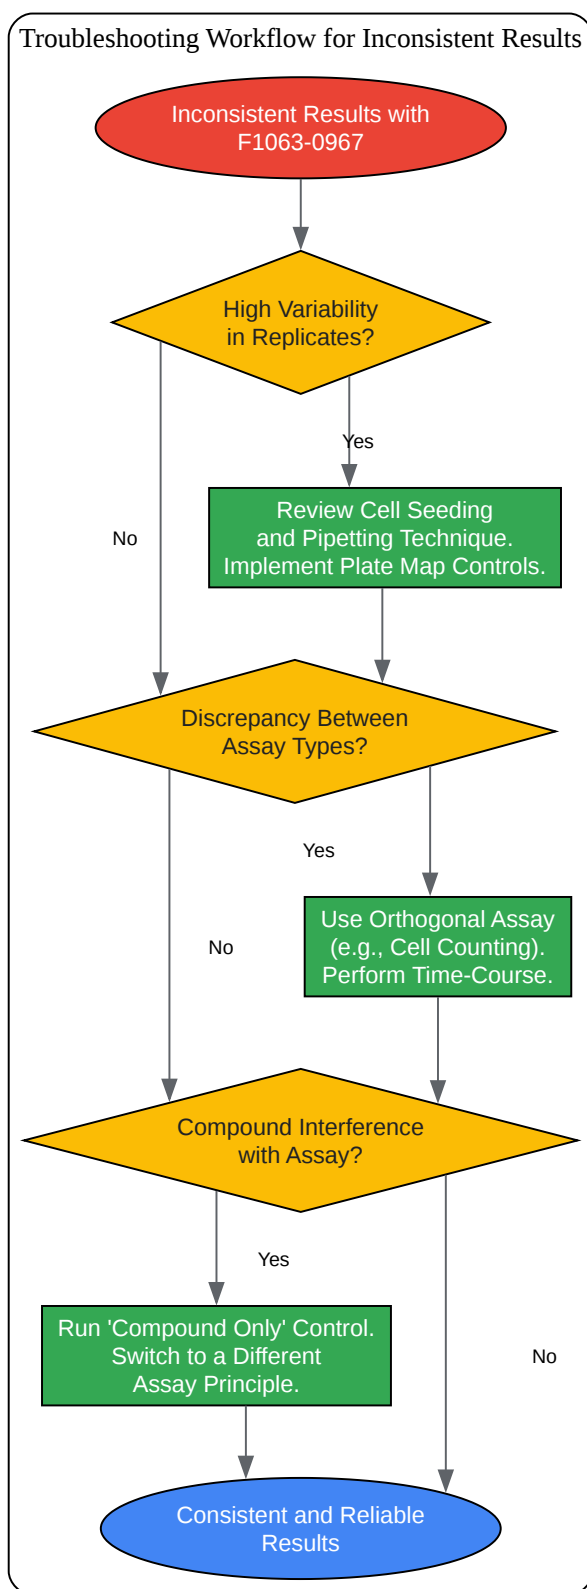 Troubleshooting Workflow for Inconsistent Results
Inconsistent Results with
F1063-0967
High Variability
in Replicates?
Yes
Review Cell Seeding
and Pipetting Technique.
Implement Plate Map Controls.
No
Discrepancy Between
Assay Types?
Yes
Use Orthogonal Assay
(e.g., Cell Counting).
Perform Time-Course.
No
Compound Interference
with Assay?
Yes
Run 'Compound Only' Control.
Switch to a Different
Assay Principle.
No
Consistent and Reliable
Results